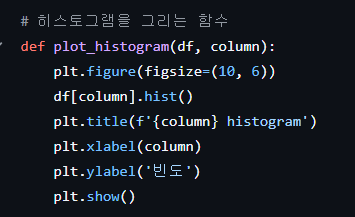 # 히스토그램을 그리는 함수
def plot_histogram(df, column):
    plt.figure(figsize=(10, 6))
    df[column].hist()
    plt.title(f'{column} histogram')
    plt.xlabel(column)
    plt.ylabel('빈도')
    plt.show()